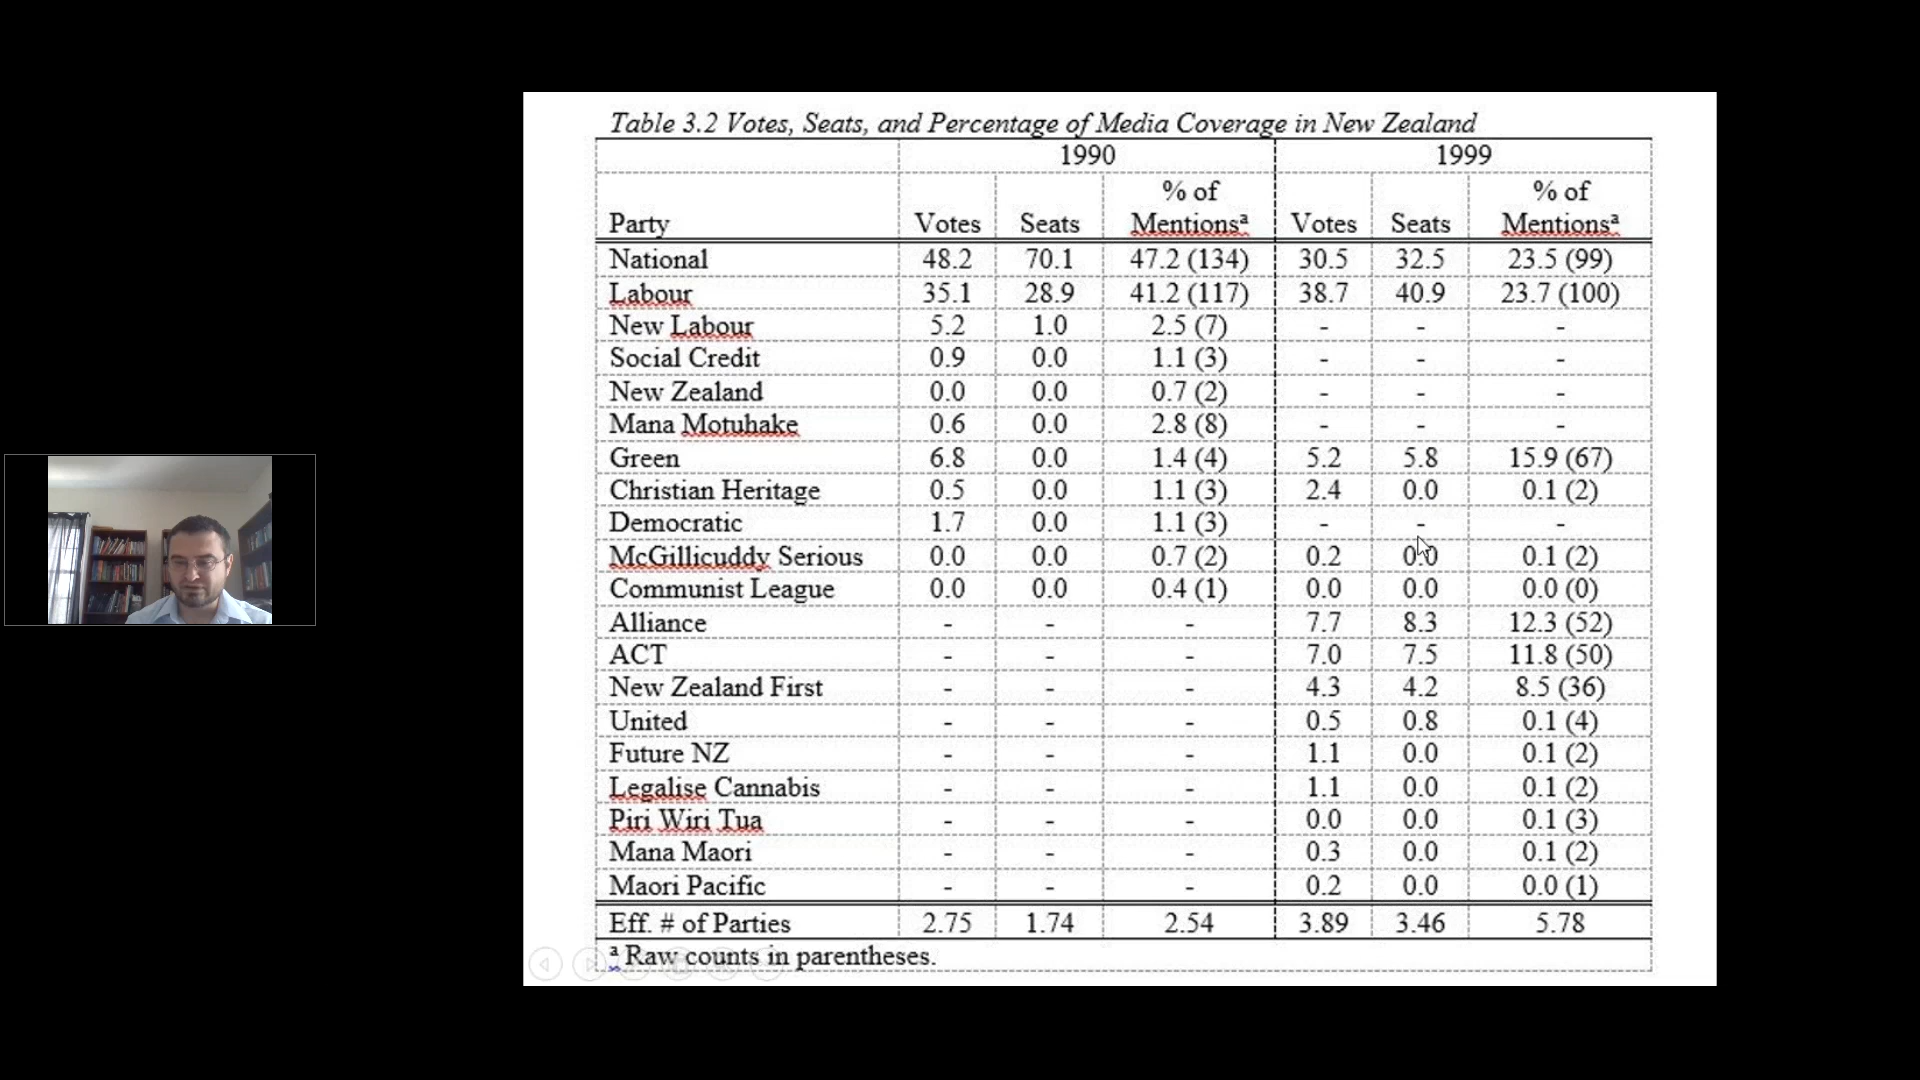 Table 3.2 Votes, Seats, and Percentage of Media Coverage in New Zealand
1990 1999
Party Votes Seats % of Mentionsª Votes Seats % of Mentionsª
National 48.2 70.1 47.2 (134) 30.5 32.5 23.5 (99)
Labour 35.1 28.9 41.2 (117) 38.7 40.9 23.7 (100)
New Labour 5.2 1.0 2.5 (7) - - -
Social Credit 0.9 0.0 1.1 (3) - - -
New Zealand 0.0 0.0 0.7 (2) - - -
Mana Motuhake 0.6 0.0 2.8 (8) - - -
Green 6.8 0.0 1.4 (4) 5.2 5.8 15.9 (67)
Christian Heritage 0.5 0.0 1.1 (3) 2.4 0.0 0.1 (2)
Democratic 1.7 0.0 1.1 (3) - - -
McGillicuddy Serious 0.0 0.0 0.7 (2) 0.2 0.0 0.1 (2)
Communist League 0.0 0.0 0.4 (1) 0.0 0.0 0.0 (0)
Alliance - - - 7.7 8.3 12.3 (52)
ACT - - - 7.0 7.5 11.8 (50)
New Zealand First - - - 4.3 4.2 8.5 (36)
United - - - 0.5 0.8 0.1 (4)
Future NZ - - - 1.1 0.0 0.1 (2)
Legalise Cannabis - - - 1.1 0.0 0.1 (2)
Piri Wiri Tua - - - 0.0 0.0 0.1 (3)
Mana Maori - - - 0.3 0.0 0.1 (2)
Maori Pacific - - - 0.2 0.0 0.0 (1)
Eff. # of Parties 2.75 1.74 2.54 3.89 3.46 5.78
ª Raw counts in parentheses.